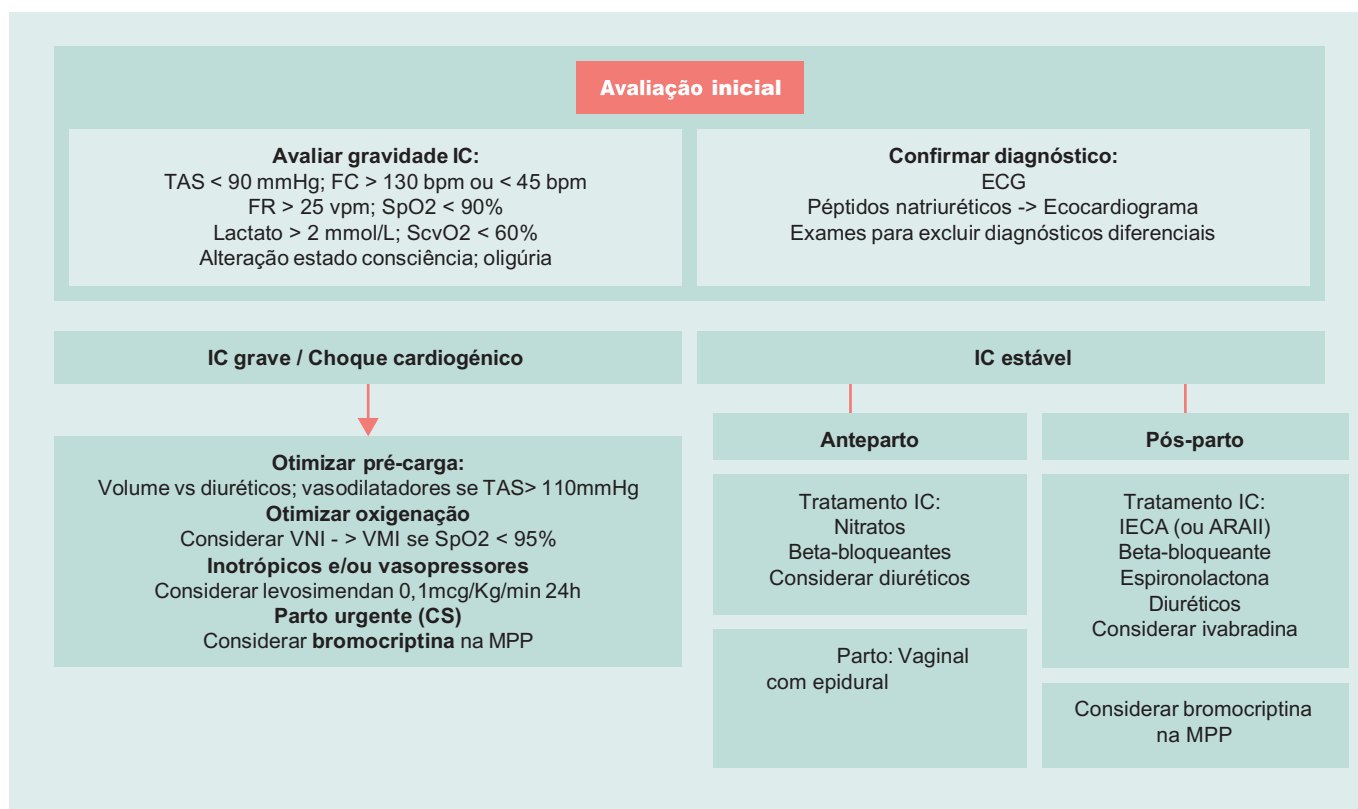 Avaliação inicial
Avaliar gravidade IC:
TAS < 90 mmHg; FC > 130 bpm ou < 45 bpm
FR > 25 vpm; SpO2 < 90%
Lactato > 2 mmol/L; ScvO2 < 60%
Alteração estado consciência; oligúria
Confirmar diagnóstico:
ECG
Péptidos natriuréticos -> Ecocardiograma
Exames para excluir diagnósticos diferenciais
IC grave / Choque cardiogénico
Otimizar pré-carga:
Volume vs diuréticos; vasodilatadores se TAS> 110mmHg
Otimizar oxigenação
Considerar VNI - > VMI se SpO2 < 95%
Inotrópicos e/ou vasopressores
Considerar levosimendan 0,1mcg/Kg/min 24h
Parto urgente (CS)
Considerar bromocriptina na MPP
IC estável
Anteparto
Tratamento IC:
Nitratos
Beta-bloqueantes
Considerar diuréticos
Parto: Vaginal
com epidural
Pós-parto
Tratamento IC:
IECA (ou ARAII)
Beta-bloqueante
Espironolactona
Diuréticos
Considerar ivabradina
Considerar bromocriptina
na MPP